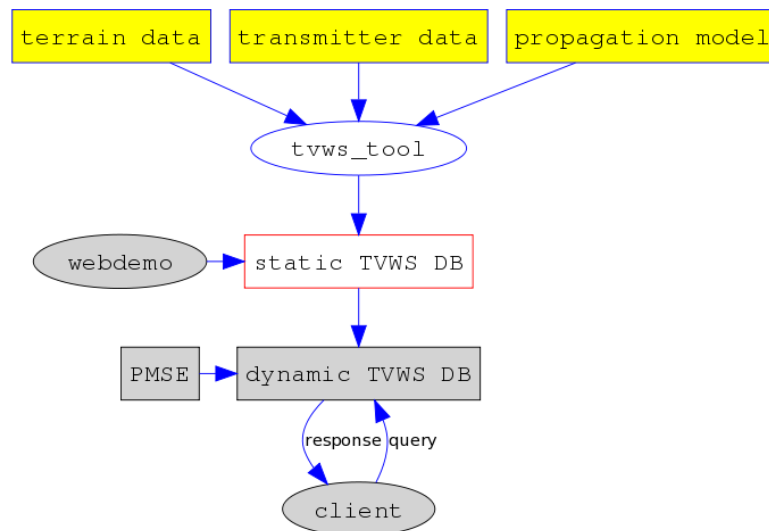 terrain data
transmitter data
propagation model
tvws_tool
webdemo
static TVWS DB
PMSE
dynamic TVWS DB
response
query
client